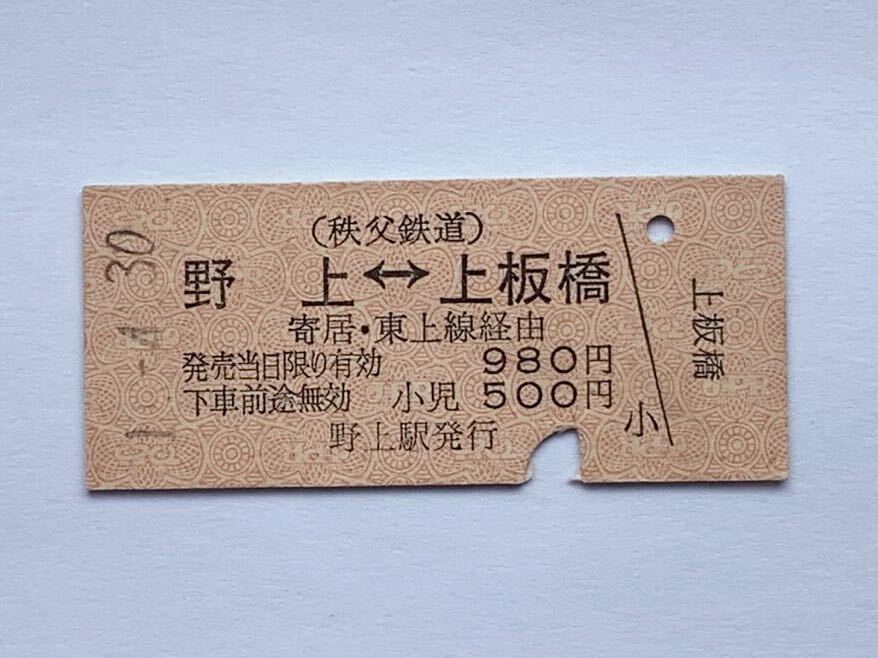 (秩父鉄道)
野上↔上板橋
寄居・東上線経由
発売当日限り有効 980円
下車前途無効 小児 500円
野上駅発行
小
上板橋
-4.30